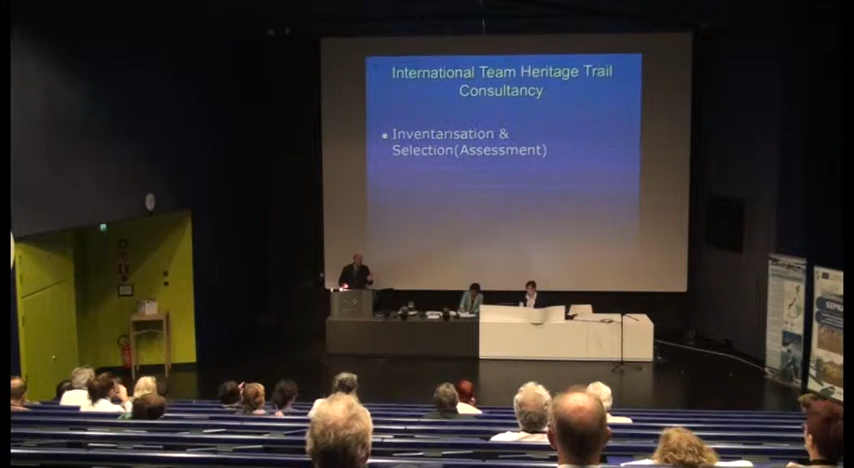 International Team Heritage Trail
Consultancy
▪ Inventarisation &
Selection(Assessment)